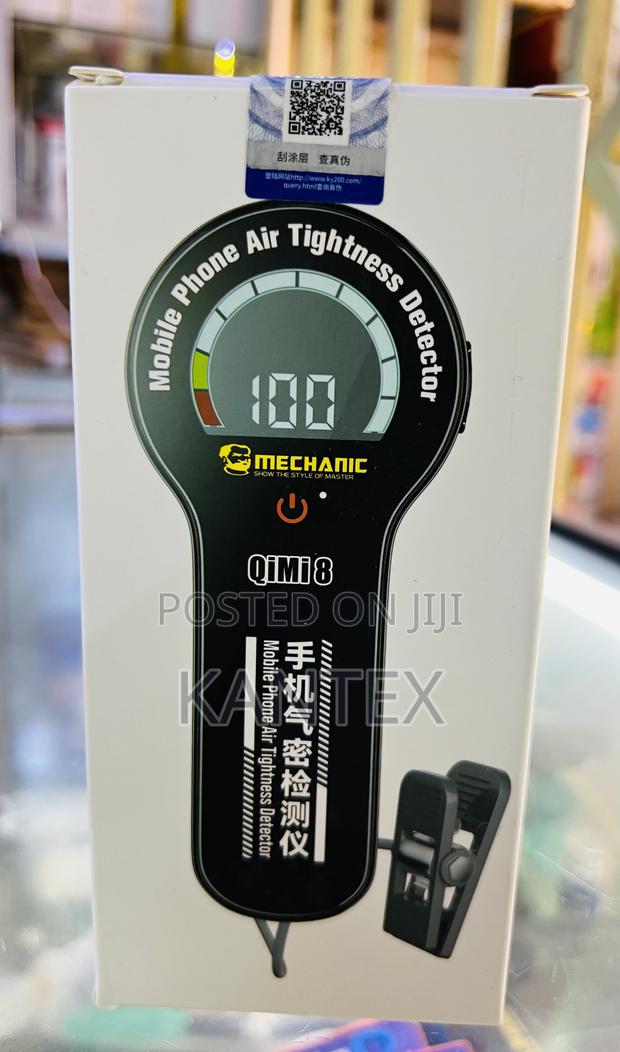 刮涂层 查真伪
登陆网站http://www.ky200.com/
query.html查询真伪
Mobile Phone Air Tightness Detector
100
MECHANIC
SHOW THE STYLE OF MASTER
QiMi 8
POSTED ON JIJI
KANTEX
手机气密检测仪
Mobile Phone Air Tightness Detector